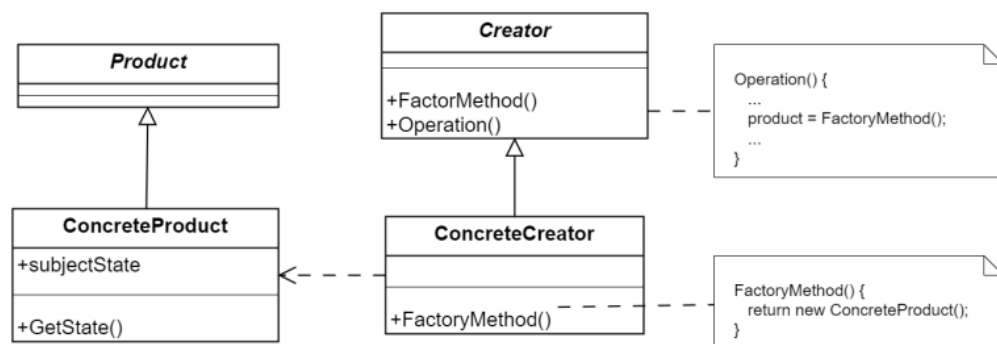 Product
ConcreteProduct
+subjectState
+GetState()
Creator
+FactorMethod()
+Operation()
ConcreteCreator
+FactoryMethod()
Operation() {
...
product = FactoryMethod();
...
}
FactoryMethod() {
return new ConcreteProduct();
}